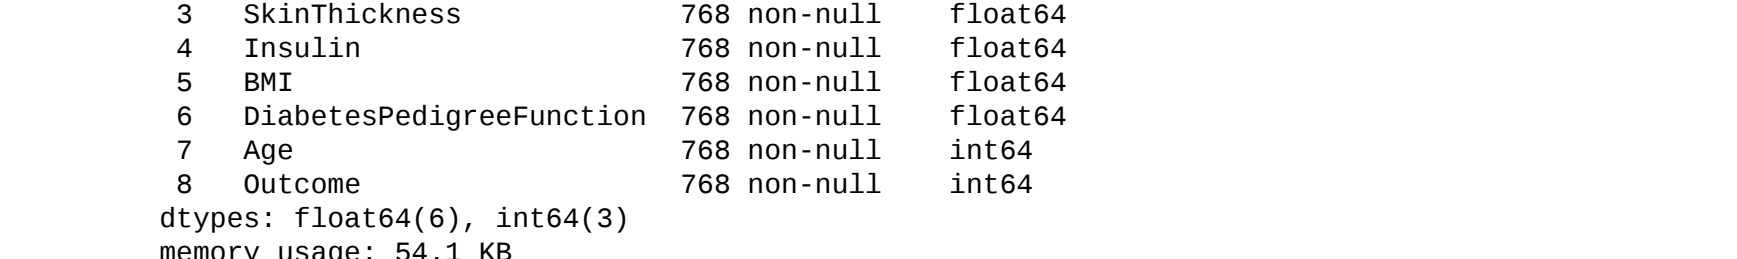 3 SkinThickness 768 non-null float64
4 Insulin 768 non-null float64
5 BMI 768 non-null float64
6 DiabetesPedigreeFunction 768 non-null float64
7 Age 768 non-null int64
8 Outcome 768 non-null int64
dtypes: float64(6), int64(3)
memory usage: 54.1 KB